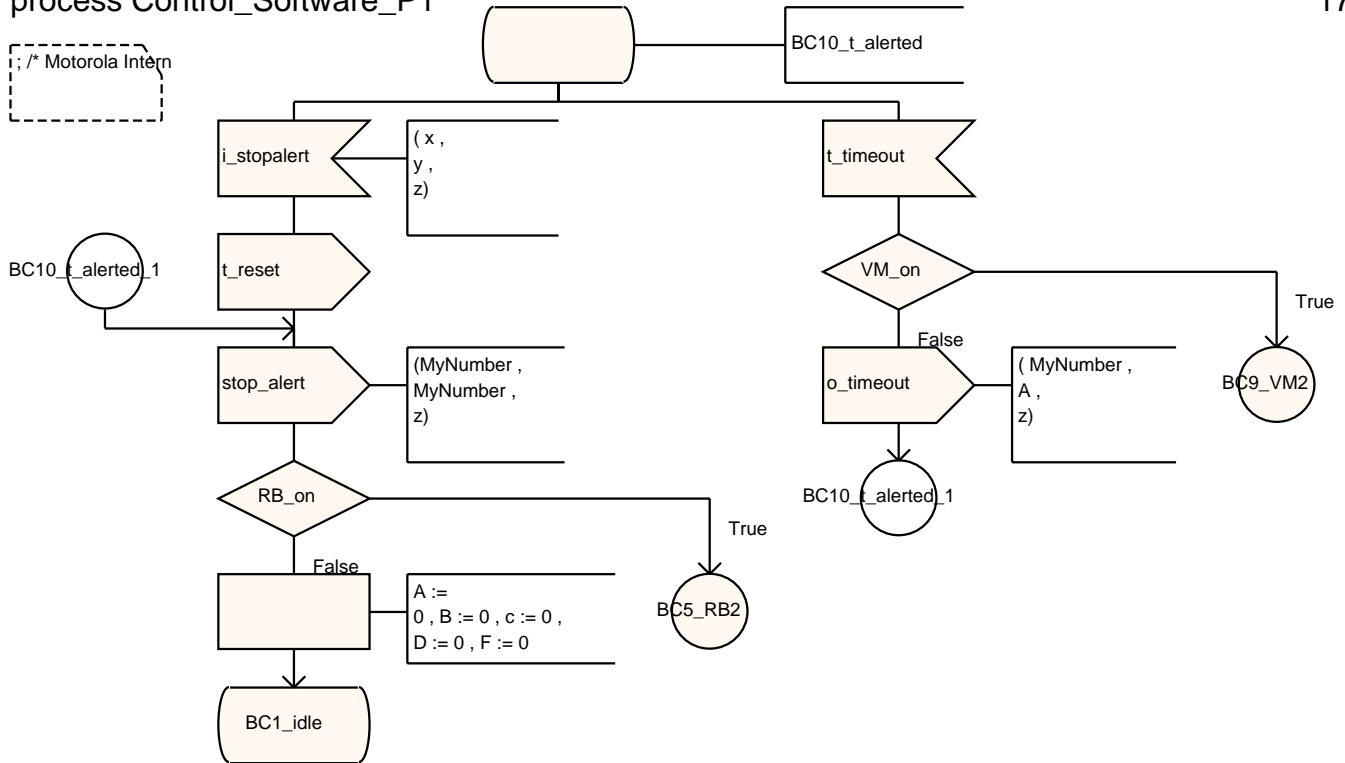 process Control_Software_P1
17
; /* Motorola Intern
BC10_t_alerted
i_stopalert
( x ,
y ,
z)
t_timeout
BC10_t_alerted_1
t_reset
VM_on
True
False
stop_alert
(MyNumber ,
MyNumber ,
z)
o_timeout
( MyNumber ,
A ,
z)
BC9_VM2
RB_on
BC10_t_alerted_1
True
False
A :=
0 , B := 0 , c := 0 ,
D := 0 , F := 0
BC5_RB2
BC1_idle